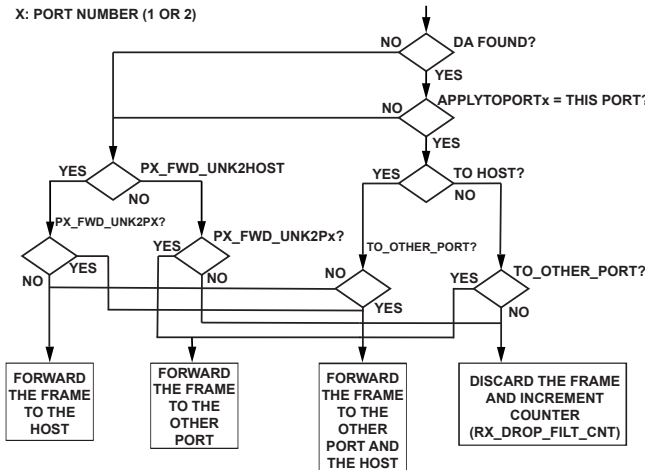 X: PORT NUMBER (1 OR 2)
NO
DA FOUND?
YES
NO
APPLYTOPORTx = THIS PORT?
YES
YES
PX_FWD_UNK2HOST
NO
YES
TO HOST?
NO
PX_FWD_UNK2PX?
YES
NO
PX_FWD_UNK2Px?
YES
NO
TO_OTHER_PORT?
NO
YES
TO_OTHER_PORT?
YES
NO
FORWARD
THE FRAME
TO THE
HOST
FORWARD
THE FRAME
TO THE
OTHER
PORT
FORWARD
THE FRAME
TO THE
OTHER
PORT AND
THE HOST
DISCARD THE FRAME
AND INCREMENT
COUNTER
(RX_DROP_FILT_CNT)